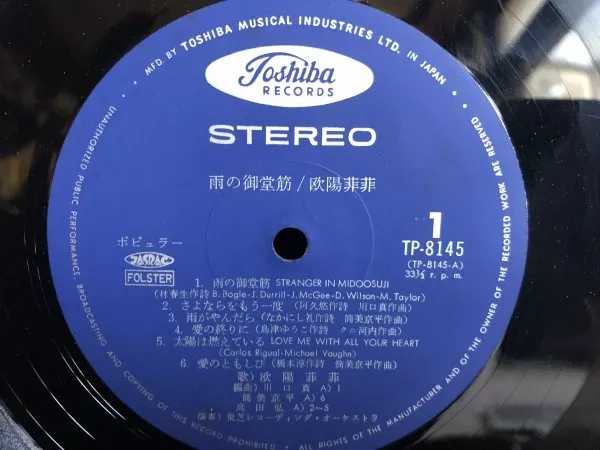 MFD. BY TOSHIBA MUSICAL INDUSTRIES LTD. IN JAPAN
Toshiba
RECORDS
STEREO
雨の御堂筋/欧陽菲菲
1
TP-8145
(TP-8145-A)
33⅓ r. p. m.
ポピュラー
JASRAC
FOLSTER
1. 雨の御堂筋 STRANGER IN MIDOOSUJI
(林春生作詩 B. Bogle-J. Durrill-J. McGee-D. Wilson-M. Taylor)
2. さよならをもう一度 (阿久悠作詩 川口真作曲)
3. 雨がやんだら (なかにし礼作詩 筒美京平作曲)
4. 愛の終りに (島津ゆうこ作詩 クニ河内作曲)
5. 太陽は燃えている LOVE ME WITH ALL YOUR HEART
(Carlos Rigual-Michael Vaughn)
6. 愛のともしび (橋本淳作詩 筒美京平作曲)
歌) 欧陽菲菲
編曲) 川口真 A) 1
筒美京平 A) 6
高田弘 A) 2~5
演奏) 東芝レコーディング・オーケストラ
UNAUTHORIZED PUBLIC PERFORMANCE, BROADCASTING AND COPYING OF THIS RECORD PROHIBITED • ALL RIGHTS OF THE MANUFACTURER AND OF THE OWNER OF THE RECORDED WORK ARE RESERVED